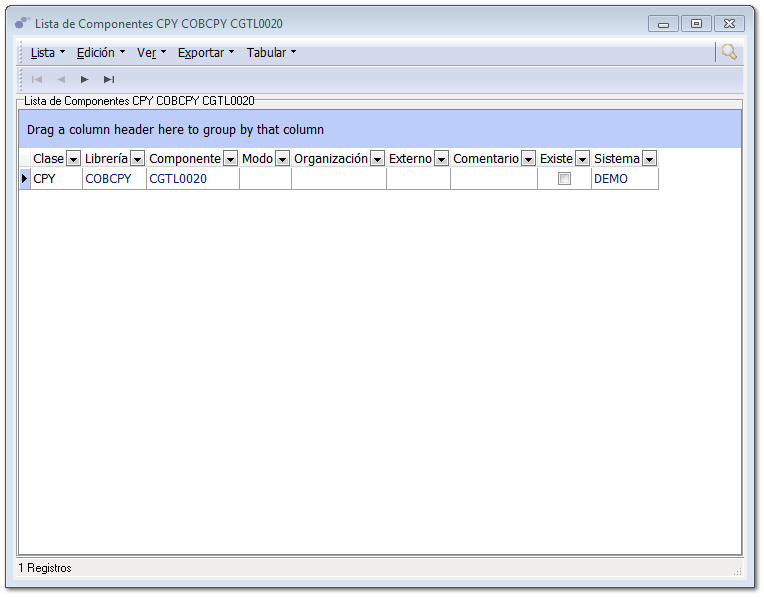 Lista de Componentes CPY COBCPY CGTL0020
Lista Edición Ver Exportar Tabular
Lista de Componentes CPY COBCPY CGTL0020
Drag a column header here to group by that column
Clase Librería Componente Modo Organización Externo Comentario Existe Sistema
CPY COBCPY CGTL0020 DEMO
1 Registros